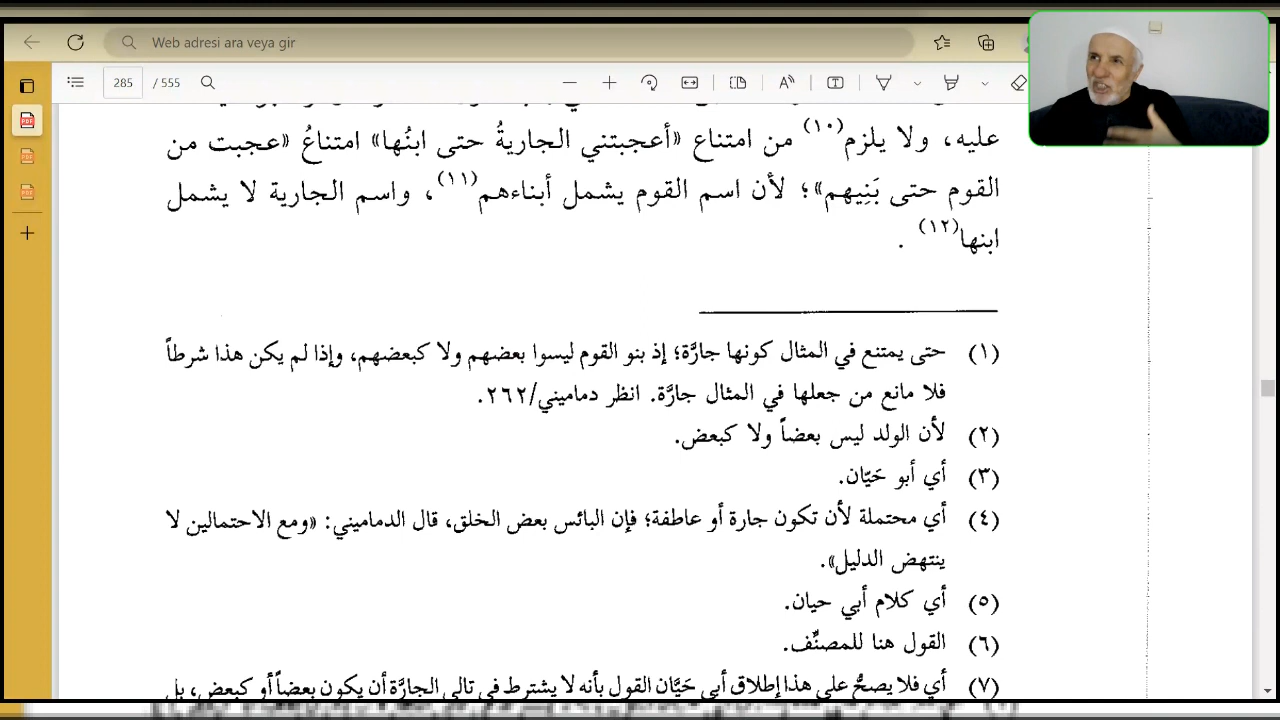 Web adresi ara veya gir
285 / 555
عليه، ولا يلزم(١٠) من امتناع «أعجبتني الجاريةُ حتى ابنُها» امتناعُ «عجبت من
القوم حتى بَنِيهم»؛ لأن اسم القوم يشمل أبناءهم(١١)، واسم الجارية لا يشمل
ابنها(١٢) .
(١) حتى يمتنع في المثال كونها جارَّة؛ إذ بنو القوم ليسوا بعضهم ولا كبعضهم، وإذا لم يكن هذا شرطاً
فلا مانع من جعلها في المثال جارَّة. انظر دماميني/٢٦٢.
(٢) لأن الولد ليس بعضاً ولا كبعض.
(٣) أي أبو حَيّان.
(٤) أي محتملة لأن تكون جارة أو عاطفة؛ فإن البائس بعض الخلق، قال الدماميني: «ومع الاحتمالين لا
ينتهض الدليل».
(٥) أي كلام أبي حيان.
(٦) القول هنا للمصنِّف.
(٧) أي فلا يصحُّ على هذا إطلاق أبي حَيَّان القول بأنه لا يشترط في تالي الجارَّة أن يكون بعضاً أو كبعض، بل